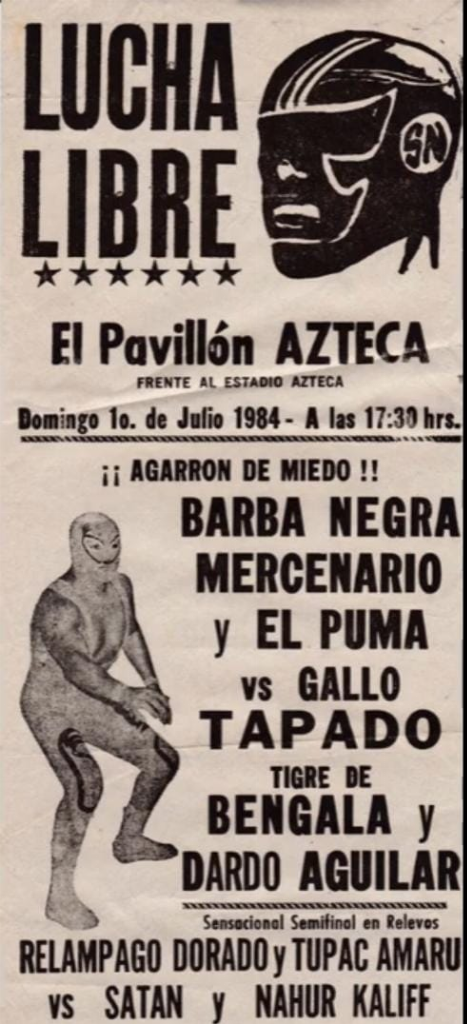 LUCHA
LIBRE
SN
El Pavillón AZTECA
FRENTE AL ESTADIO AZTECA
Domingo 1o. de Julio 1984 - A las 17:30 hrs.
¡¡ AGARRON DE MIEDO !!
BARBA NEGRA
MERCENARIO
y EL PUMA
vs GALLO
TAPADO
TIGRE DE
BENGALA y
DARDO AGUILAR
Sensacional Semifinal en Relevos
RELAMPAGO DORADO y TUPAC AMARU
vs SATAN y NAHUR KALIFF